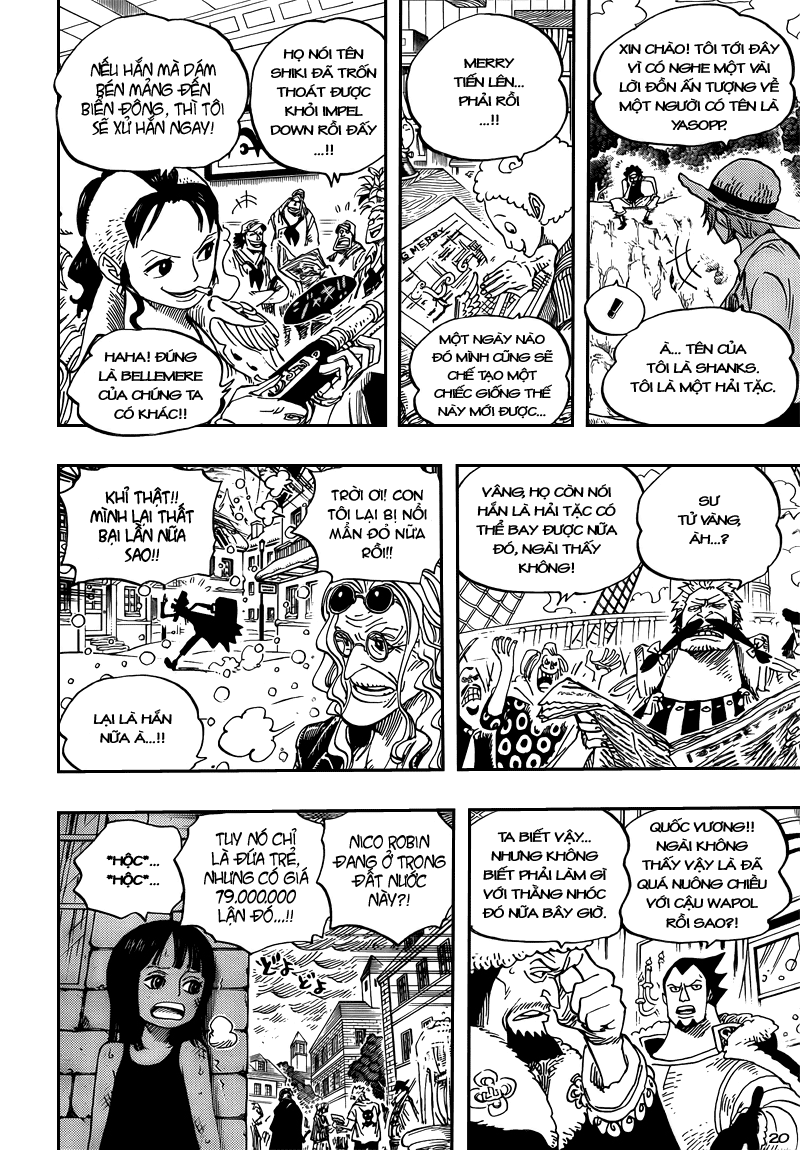 XIN CHÀO! TÔI TỚI ĐÂY
VÌ CÓ NGHE MỘT VÀI
LỜI ĐỒN ẤN TƯỢNG VỀ
MỘT NGƯỜI CÓ TÊN LÀ
YASOPP.
!
À... TÊN CỦA
TÔI LÀ SHANKS.
TÔI LÀ MỘT HẢI TẶC.
MERRY
TIẾN LÊN...
PHẢI RỒI
...!!
MERRY
MỘT NGÀY NÀO
ĐÓ MÌNH CŨNG SẼ
CHẾ TẠO MỘT
CHIẾC GIỐNG THẾ
NÀY MỚI ĐƯỢC...
HỌ NÓI TÊN
SHIKI ĐÃ TRỐN
THOÁT ĐƯỢC
KHỎI IMPEL
DOWN RỒI ĐẤY
...!!
NẾU HẮN MÀ DÁM
BÉN MẢNG ĐẾN
BIỂN ĐÔNG, THÌ TÔI
SẼ XỬ HẮN NGAY!
HAHA! ĐÚNG
LÀ BELLEMERE
CỦA CHÚNG TA
CÓ KHÁC!!
SƯ
TỬ VÀNG,
ÀH...?
VÂNG, HỌ CÒN NÓI
HẮN LÀ HẢI TẶC CÓ
THỂ BAY ĐƯỢC NỮA
ĐÓ, NGÀI THẤY
KHÔNG!
TRỜI ƠI! CON
TÔI LẠI BỊ NỔI
MẨN ĐỎ NỮA
RỒI!!
KHỈ THẬT!!
MÌNH LẠI THẤT
BẠI LẦN NỮA
SAO!!
LẠI LÀ HẮN
NỮA À...!!
QUỐC VƯƠNG!!
NGÀI KHÔNG
THẤY VẬY LÀ ĐÃ
QUÁ NUÔNG CHIỀU
VỚI CẬU WAPOL
RỒI SAO?!
TA BIẾT VẬY...
NHƯNG KHÔNG
BIẾT PHẢI LÀM GÌ
VỚI THẰNG NHÓC
ĐÓ NỮA BÂY GIỜ.
NICO ROBIN
ĐANG Ở TRONG
ĐẤT NƯỚC
NÀY?!
TUY NÓ CHỈ
LÀ ĐỨA TRẺ,
NHƯNG CÓ GIÁ
79.000.000
LẬN ĐÓ...!!
*HỘC*...
*HỘC*...
どよ
どよ
20